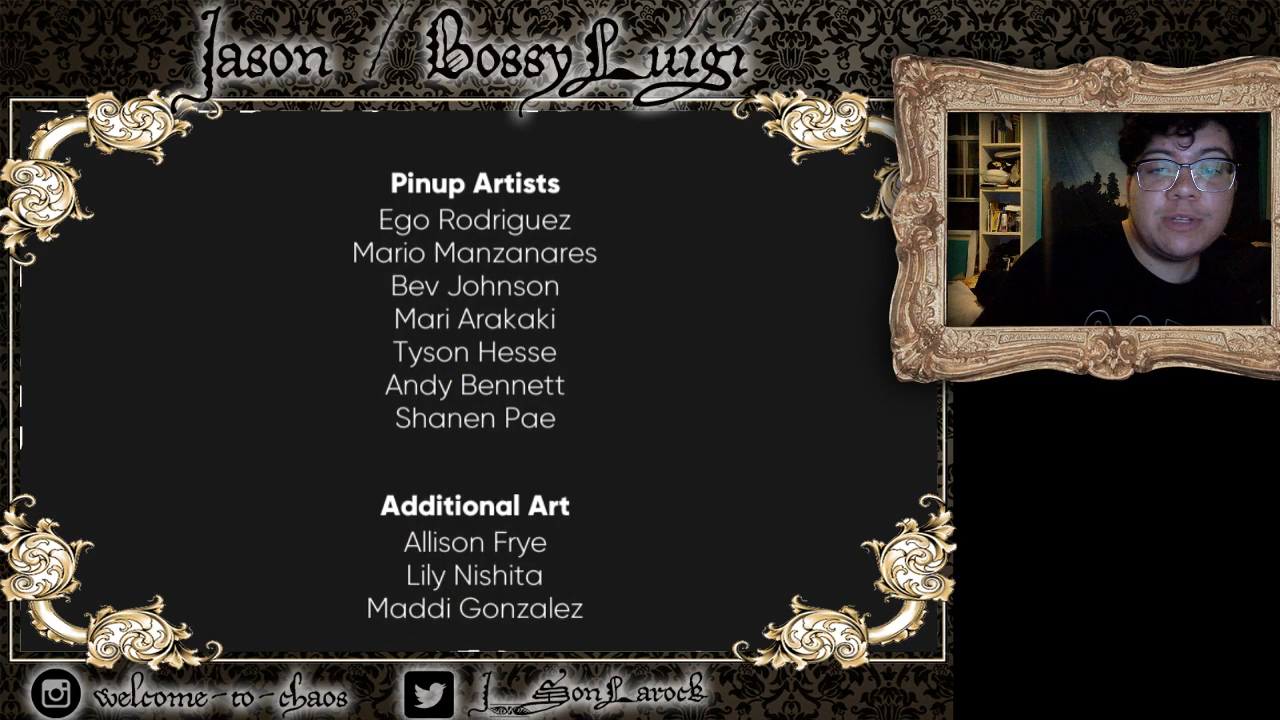 Jason / BossyLuigi
Pinup Artists
Ego Rodriguez
Mario Manzanares
Bev Johnson
Mari Arakaki
Tyson Hesse
Andy Bennett
Shanen Pae
Additional Art
Allison Frye
Lily Nishita
Maddi Gonzalez
welcome-to-chaos